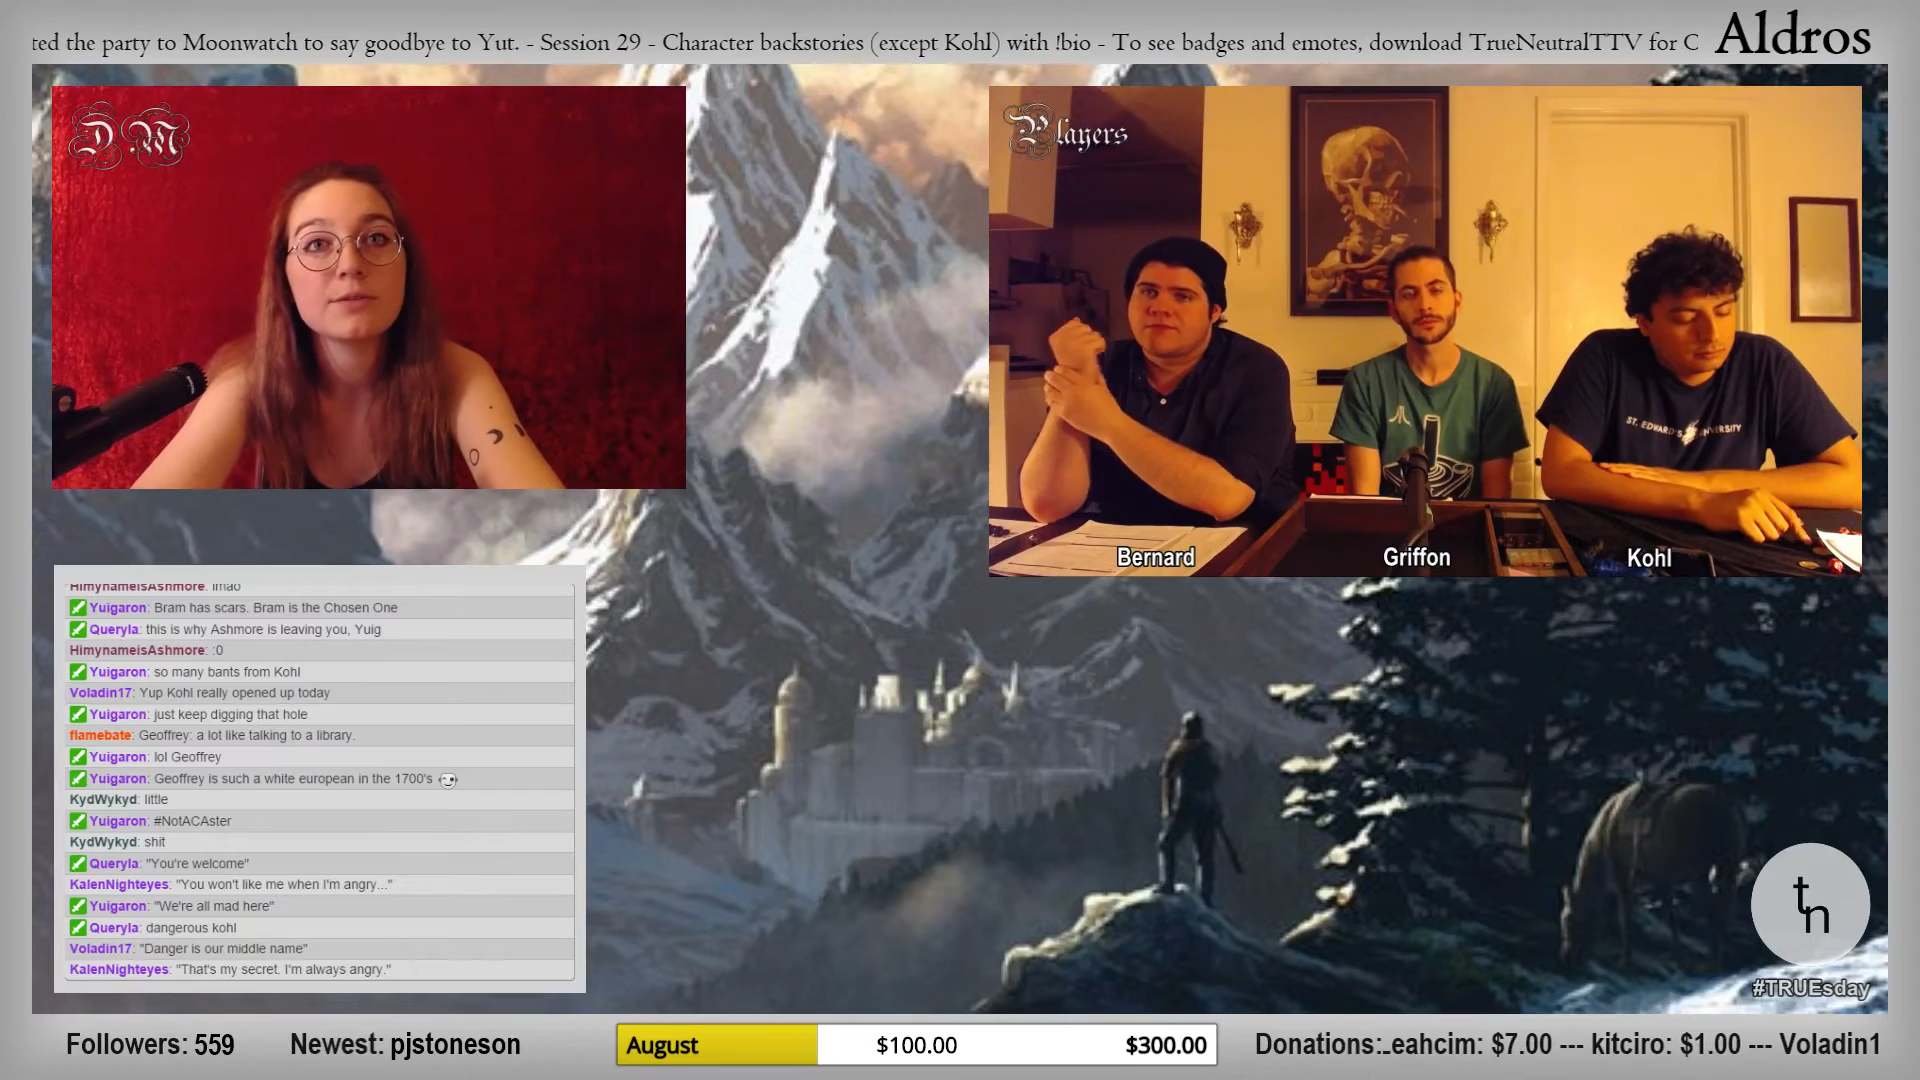 ted the party to Moonwatch to say goodbye to Yut. - Session 29 - Character backstories (except Kohl) with !bio - To see badges and emotes, download TrueNeutralTTV for C
Aldros
D.M
Players
ST. EDWARD'S UNIVERSITY
Bernard
Griffon
Kohl
HimynameisAshmore: lmao
Yuigaron: Bram has scars. Bram is the Chosen One
Queryla: this is why Ashmore is leaving you, Yuig
HimynameisAshmore: :0
Yuigaron: so many bants from Kohl
Voladin17: Yup Kohl really opened up today
Yuigaron: just keep digging that hole
flamebate: Geoffrey: a lot like talking to a library.
Yuigaron: lol Geoffrey
Yuigaron: Geoffrey is such a white european in the 1700's
KydWykyd: little
Yuigaron: #NotACAster
KydWykyd: shit
Queryla: "You're welcome"
KalenNighteyes: "You won't like me when I'm angry..."
Yuigaron: "We're all mad here"
Queryla: dangerous kohl
Voladin17: "Danger is our middle name"
KalenNighteyes: "That's my secret. I'm always angry."
tn
#TRUEsday
Followers: 559
Newest: pjstoneson
August
$100.00
$300.00
Donations:.eahcim: $7.00 --- kitciro: $1.00 --- Voladin1